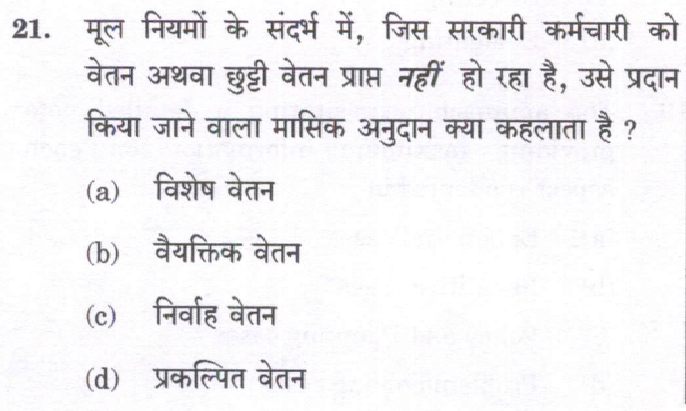 21. मूल नियमों के संदर्भ में, जिस सरकारी कर्मचारी को
वेतन अथवा छुट्टी वेतन प्राप्त नहीं हो रहा है, उसे प्रदान
किया जाने वाला मासिक अनुदान क्या कहलाता है ?
(a) विशेष वेतन
(b) वैयक्तिक वेतन
(c) निर्वाह वेतन
(d) प्रकल्पित वेतन